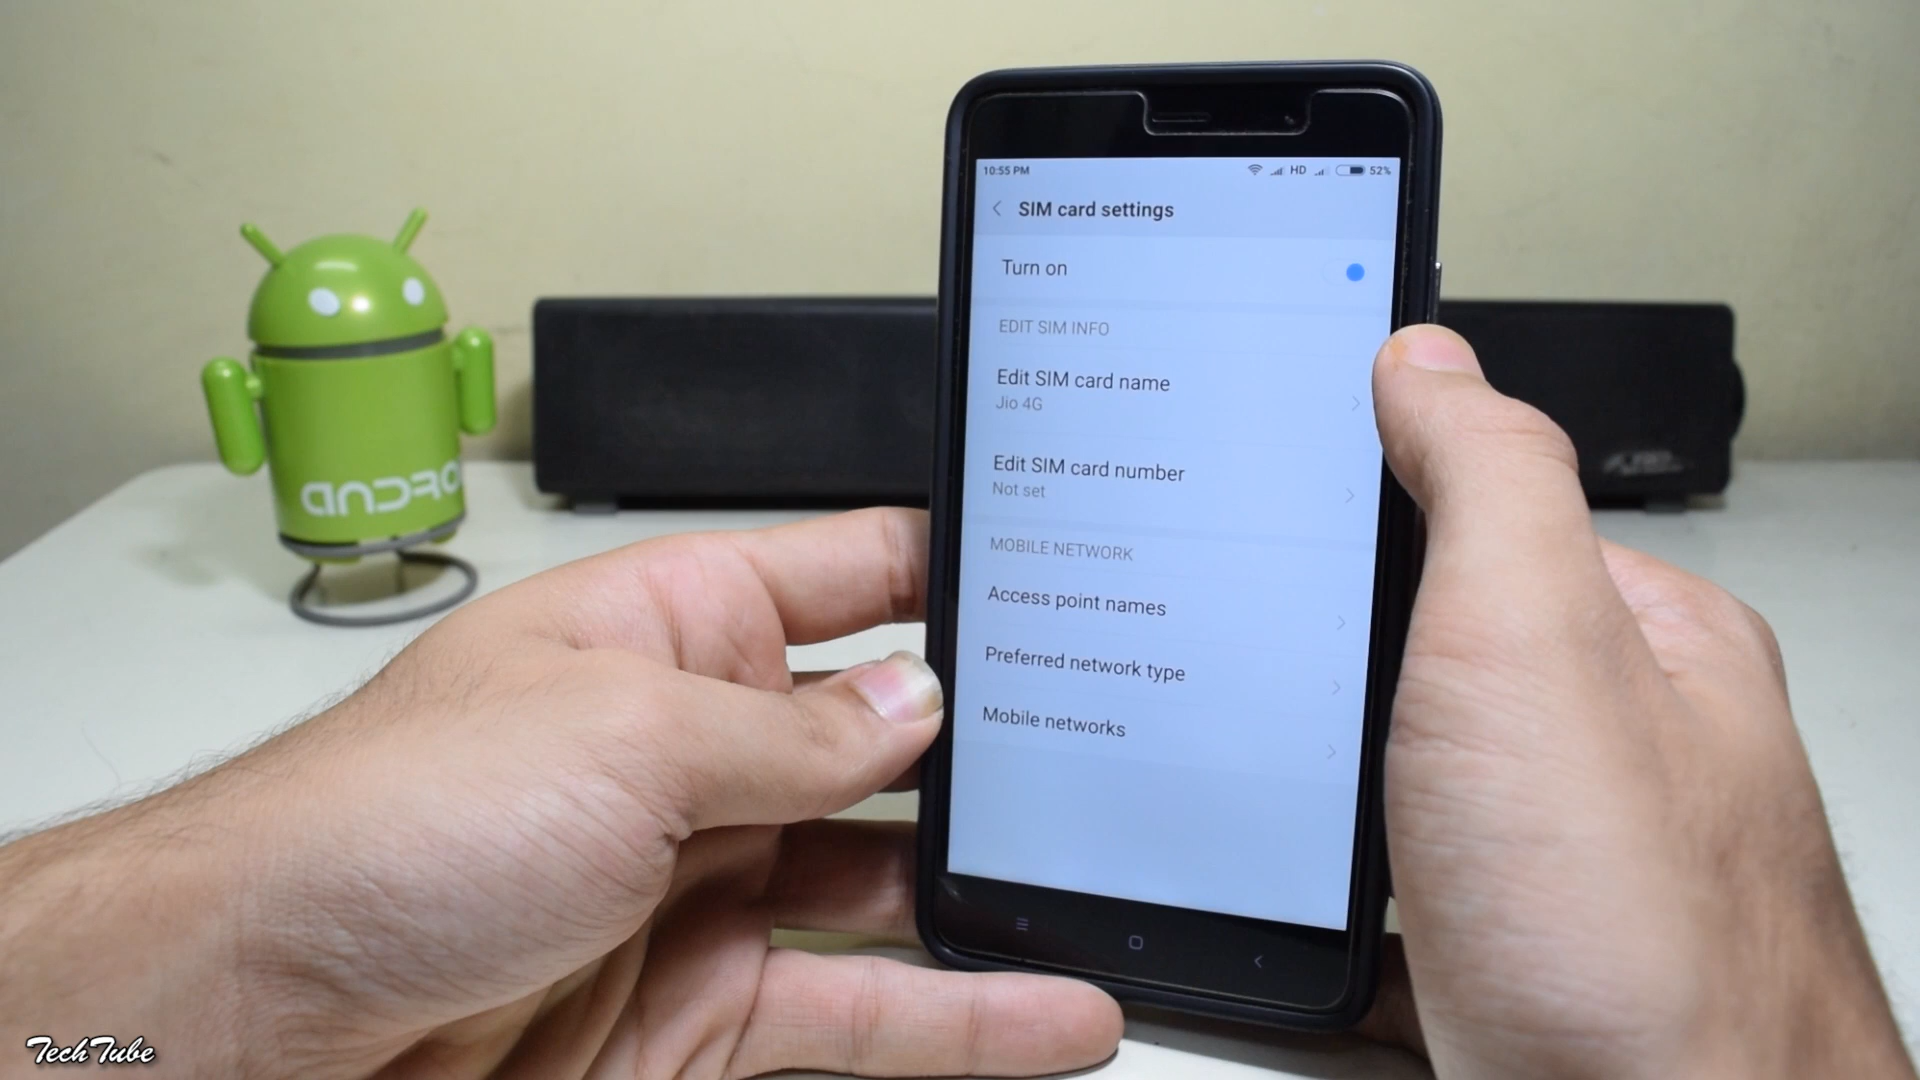 10:55 PM HD 52%
SIM card settings
Turn on
EDIT SIM INFO
Edit SIM card name
Jio 4G
Edit SIM card number
Not set
MOBILE NETWORK
Access point names
Preferred network type
Mobile networks
ANDRO
TechTube